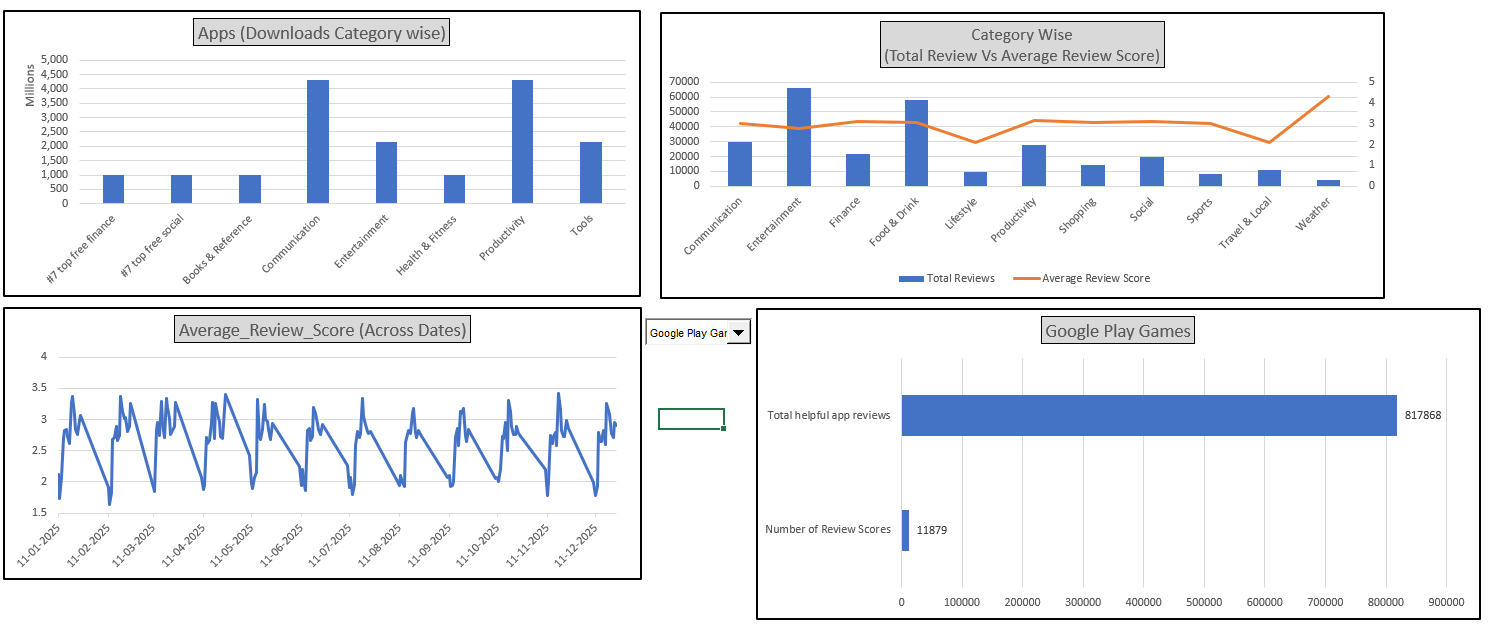 Apps (Downloads Category wise)
Millions
5,000
4,500
4,000
3,500
3,000
2,500
2,000
1,500
1,000
500
0
#7 top free finance
#7 top free social
Books & Reference
Communication
Entertainment
Health & Fitness
Productivity
Tools
Category Wise
(Total Review Vs Average Review Score)
70000
60000
50000
40000
30000
20000
10000
0
5
4
3
2
1
0
Communication
Entertainment
Finance
Food & Drink
Lifestyle
Productivity
Shopping
Social
Sports
Travel & Local
Weather
Total Reviews
Average Review Score
Average_Review_Score (Across Dates)
4
3.5
3
2.5
2
1.5
11-01-2025
11-02-2025
11-03-2025
11-04-2025
11-05-2025
11-06-2025
11-07-2025
11-08-2025
11-09-2025
11-10-2025
11-11-2025
11-12-2025
Google Play Gar
Google Play Games
Total helpful app reviews
817868
Number of Review Scores
11879
0
100000
200000
300000
400000
500000
600000
700000
800000
900000